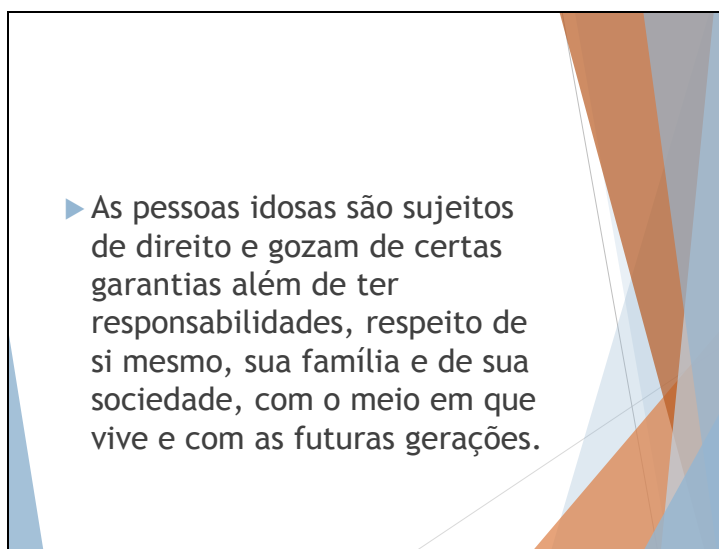 As pessoas idosas são sujeitos
de direito e gozam de certas
garantias além de ter
responsabilidades, respeito de
si mesmo, sua família e de sua
sociedade, com o meio em que
vive e com as futuras gerações.